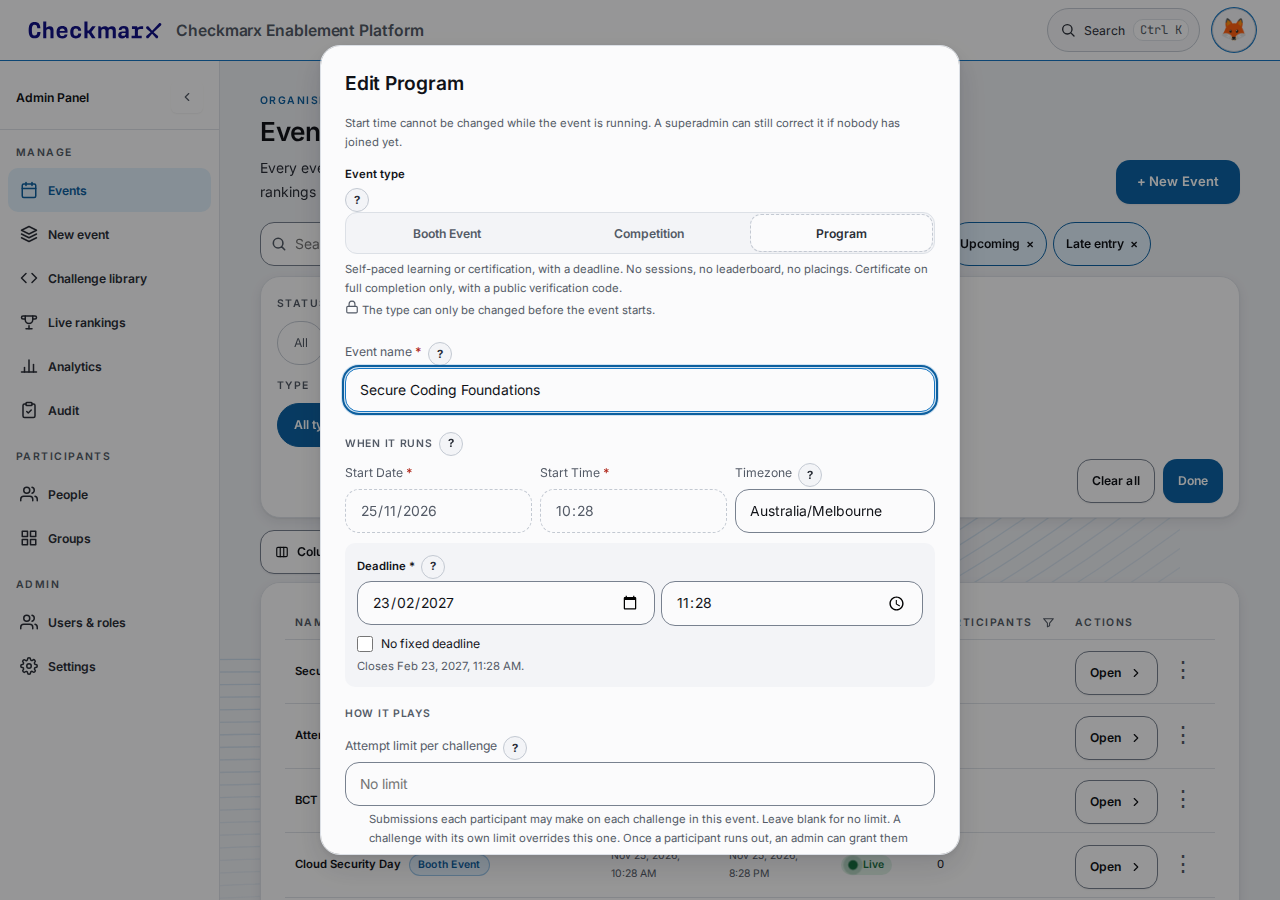 Checkmarx
Checkmarx Enablement Platform
Search Ctrl K
Admin Panel
MANAGE
Events
New event
Challenge library
Live rankings
Analytics
Audit
PARTICIPANTS
People
Groups
ADMIN
Users & roles
Settings
Every
rankings
+ New Event
Upcoming ×
Late entry ×
All
TYPE
Clear all
Done
ACTIONS
Open
Open
BCT
Open
Cloud Security Day
Booth Event
Nov 25, 2026,
10:28 AM
Nov 25, 2026,
8:28 PM
Live
0
Open
Edit Program
Start time cannot be changed while the event is running. A superadmin can still correct it if nobody has
joined yet.
Event type
?
Booth Event
Competition
Program
Self-paced learning or certification, with a deadline. No sessions, no leaderboard, no placings. Certificate on
full completion only, with a public verification code.
The type can only be changed before the event starts.
Event name * ?
Secure Coding Foundations
WHEN IT RUNS ?
Start Date *
Start Time *
Timezone ?
25/11/2026
10:28
Australia/Melbourne
Deadline * ?
23/02/2027
11:28
No fixed deadline
Closes Feb 23, 2027, 11:28 AM.
HOW IT PLAYS
Attempt limit per challenge ?
No limit
Submissions each participant may make on each challenge in this event. Leave blank for no limit. A
challenge with its own limit overrides this one. Once a participant runs out, an admin can grant them